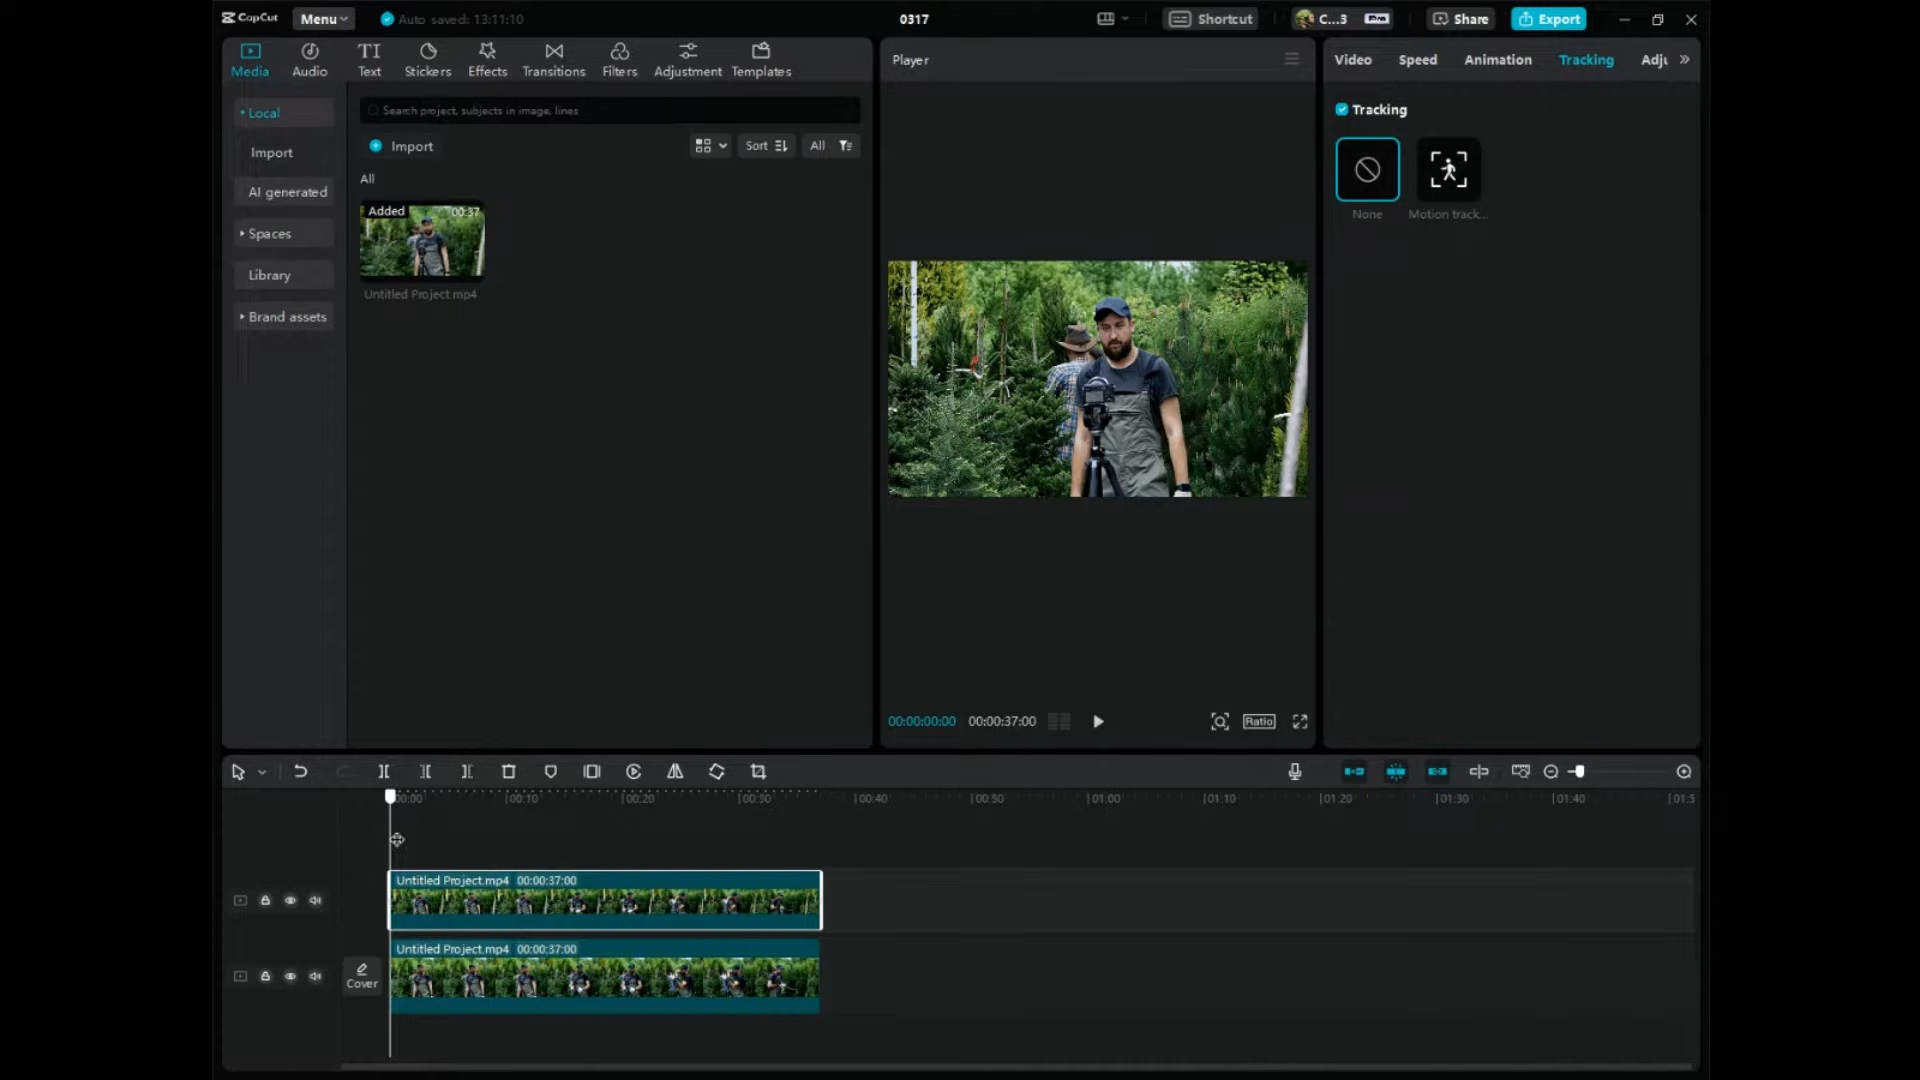 CapCut Menu Auto saved: 13:11:10 0317 Shortcut C...3 Pro Share Export
Media Audio Text Stickers Effects Transitions Filters Adjustment Templates
Local
Import
AI generated
Spaces
Library
Brand assets
Search project, subjects in image, lines
Import Sort All
All
Added 00:37
Untitled Project.mp4
Player
00:00:00:00 00:00:37:00 Ratio
Video Speed Animation Tracking Adju
Tracking
None Motion track...
00:00 00:10 00:20 00:30 00:40 00:50 01:00 01:10 01:20 01:30 01:40 01:5
Untitled Project.mp4 00:00:37:00
Untitled Project.mp4 00:00:37:00
Cover